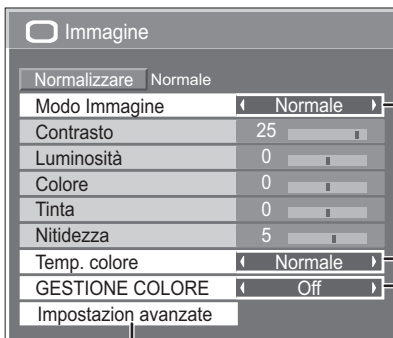 Immagine
Normalizzare Normale
Modo Immagine Normale
Contrasto 25
Luminosità 0
Colore 0
Tinta 0
Nitidezza 5
Temp. colore Normale
GESTIONE COLORE Off
Impostazion avanzate